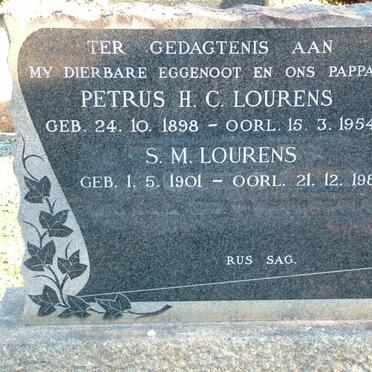 TER GEDAGTENIS AAN
MY DIERBARE EGGENOOT EN ONS PAPPA
PETRUS H. C. LOURENS
GEB. 24. 10. 1898 – OORL. 15. 3. 1954
S. M. LOURENS
GEB. 1. 5. 1901 – OORL. 21. 12.
RUS SAG.